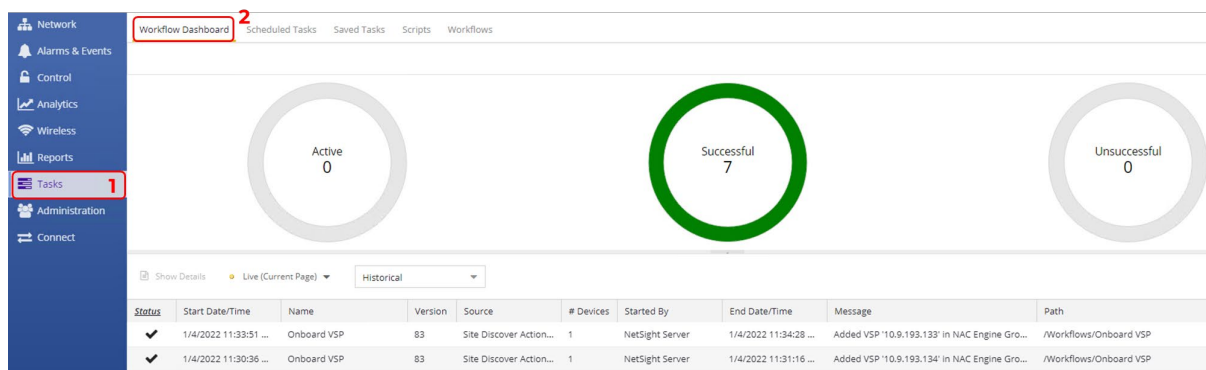 Network
Alarms & Events
Control
Analytics
Wireless
Reports
Tasks 1
Administration
Connect
2
Workflow Dashboard Scheduled Tasks Saved Tasks Scripts Workflows
Active
0
Successful
7
Unsuccessful
0
Show Details Live (Current Page) Historical
Status Start Date/Time Name Version Source # Devices Started By End Date/Time Message Path
1/4/2022 11:33:51 ... Onboard VSP 83 Site Discover Action... 1 NetSight Server 1/4/2022 11:34:28 ... Added VSP '10.9.193.133' in NAC Engine Gro... /Workflows/Onboard VSP
1/4/2022 11:30:36 ... Onboard VSP 83 Site Discover Action... 1 NetSight Server 1/4/2022 11:31:16 ... Added VSP '10.9.193.134' in NAC Engine Gro... /Workflows/Onboard VSP